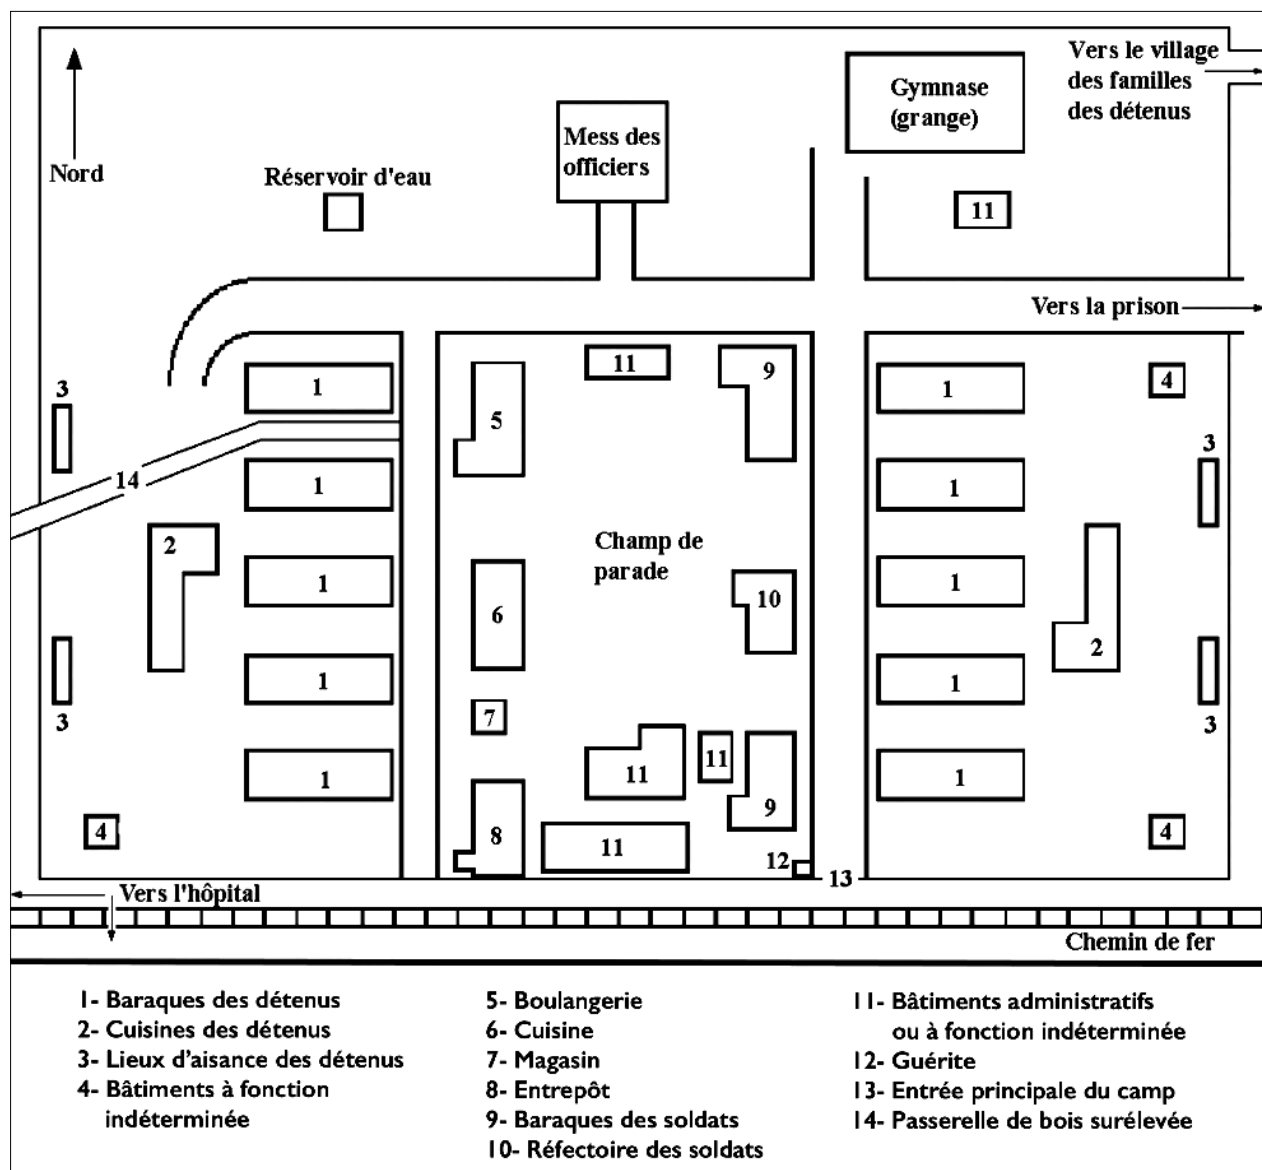 Vers le village
des familles
des détenus
Gymnase
(grange)
Mess des
officiers
Nord
Réservoir d'eau
11
Vers la prison
1
11
9
1
4
3
5
3
14
1
1
3
2
Champ de
parade
6
1
10
1
2
1
1
3
7
3
11
11
1
1
9
4
8
11
12
4
13
Vers l'hôpital
Chemin de fer
1- Baraques des détenus
2- Cuisines des détenus
3- Lieux d'aisance des détenus
4- Bâtiments à fonction
indéterminée
5- Boulangerie
6- Cuisine
7- Magasin
8- Entrepôt
9- Baraques des soldats
10- Réfectoire des soldats
11- Bâtiments administratifs
ou à fonction indéterminée
12- Guérite
13- Entrée principale du camp
14- Passerelle de bois surélevée